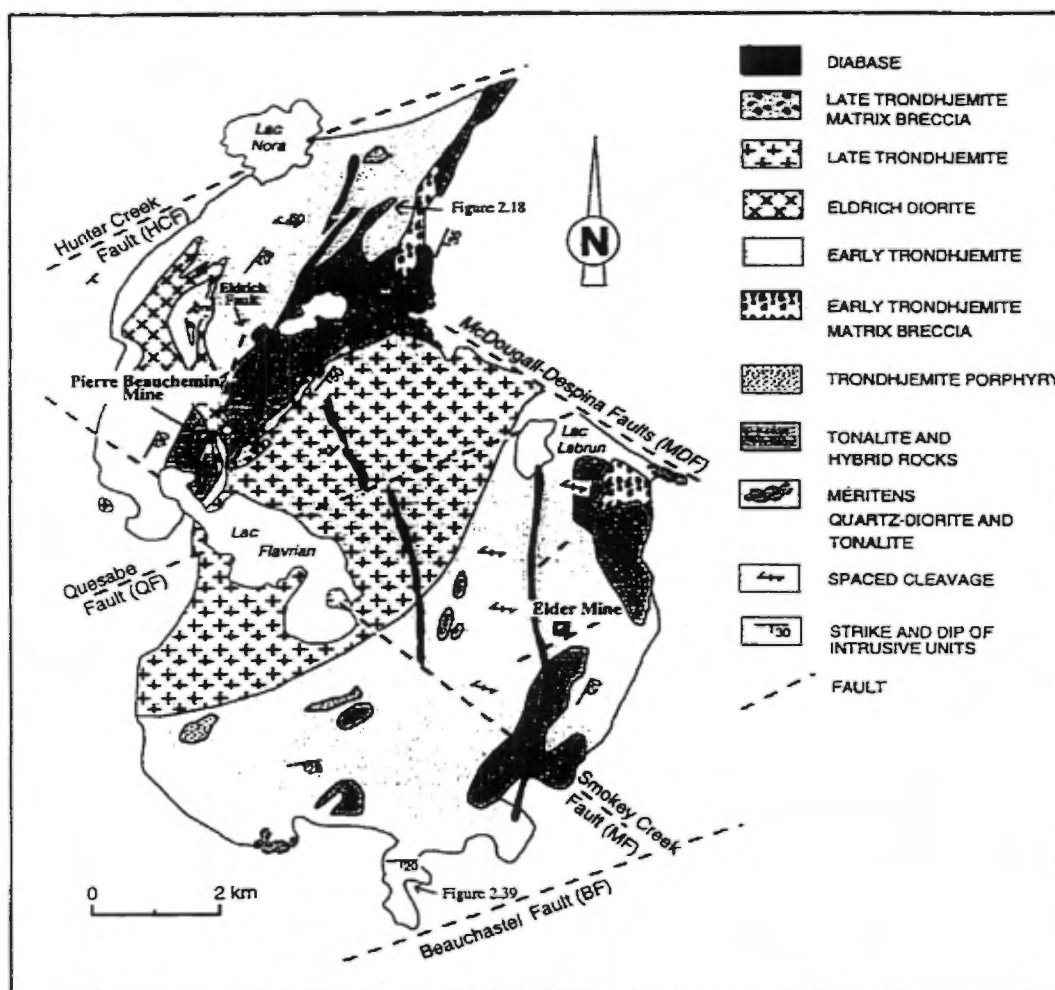 Lac
Nora
Hunter Creek
Fault (HCF)
Figure 2.18
Eldrich
Fault
N
McDougall-Despina Faults (MDF)
Pierre Beauchemin
Mine
Lac
Labrun
Lac
Flavrian
Quesabe
Fault (QF)
Elder Mine
Smokey Creek
Fault (MF)
20
Figure 2.39
Beauchastel Fault (BF)
0 2 km
DIABASE
LATE TRONDHJEMITE
MATRIX BRECCIA
LATE TRONDHJEMITE
ELDRICH DIORITE
EARLY TRONDHJEMITE
EARLY TRONDHJEMITE
MATRIX BRECCIA
TRONDHJEMITE PORPHYRY
TONALITE AND
HYBRID ROCKS
MÉRITENS
QUARTZ-DIORITE AND
TONALITE
SPACED CLEAVAGE
30
STRIKE AND DIP OF
INTRUSIVE UNITS
FAULT